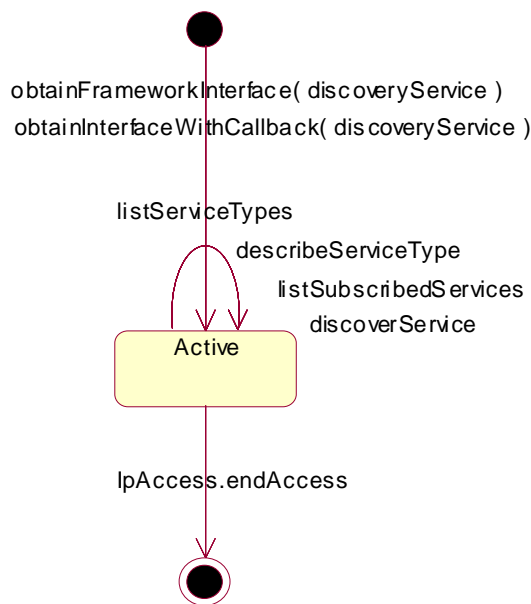 obtainFrameworkInterface( discoveryService )
obtainInterfaceWithCallback( discoveryService )
listServiceTypes
describeServiceType
listSubscribedServices
discoverService
Active
IpAccess.endAccess